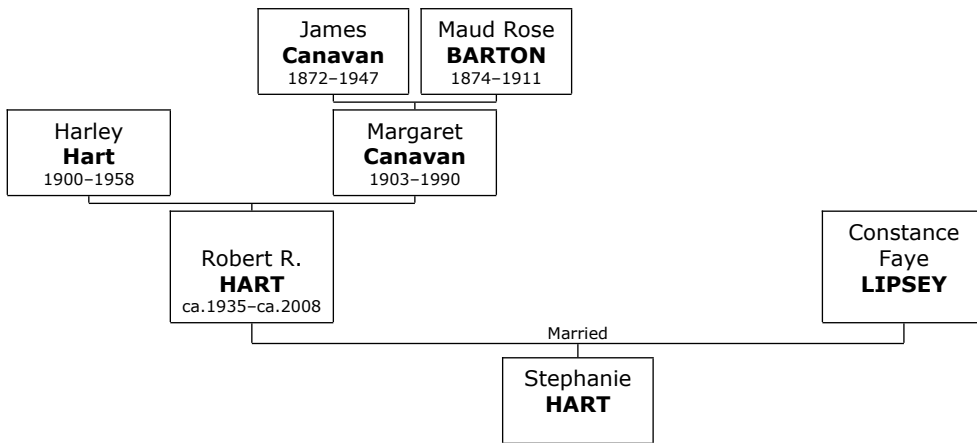 James
Canavan
1872–1947
Maud Rose
BARTON
1874–1911
Harley
Hart
1900–1958
Margaret
Canavan
1903–1990
Robert R.
HART
ca.1935–ca.2008
Constance
Faye
LIPSEY
Married
Stephanie
HART